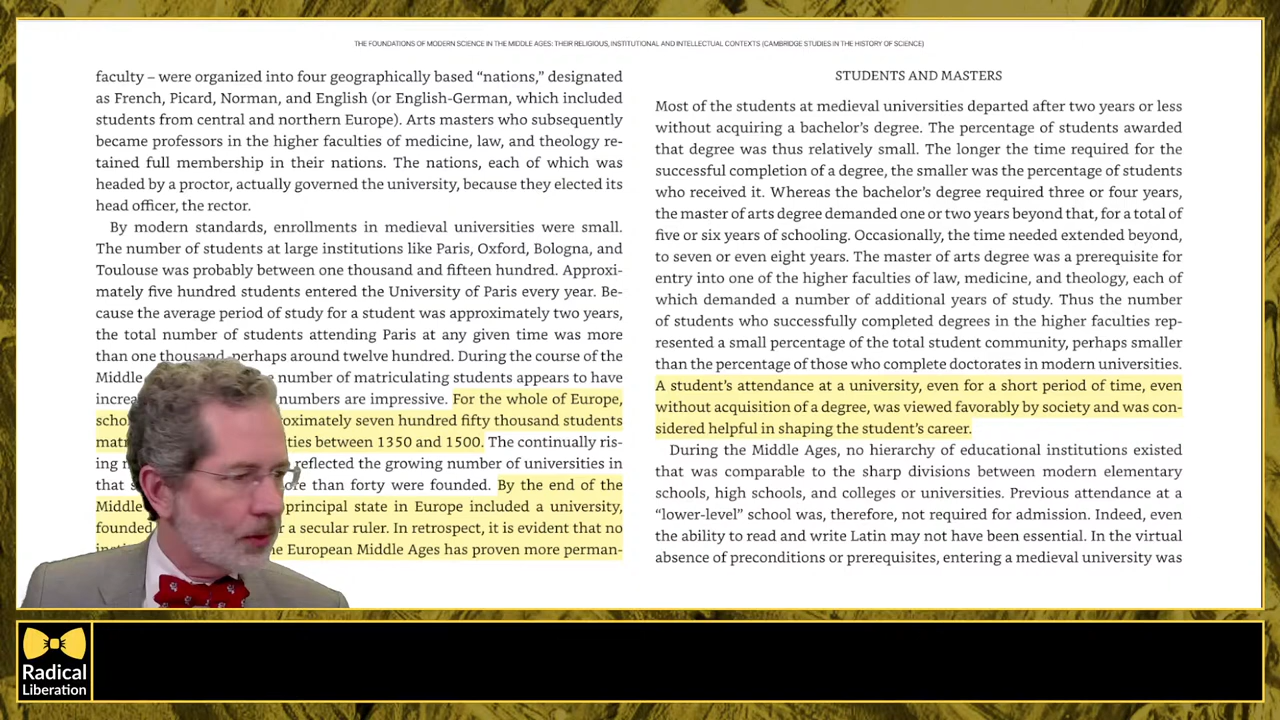 THE FOUNDATIONS OF MODERN SCIENCE IN THE MIDDLE AGES: THEIR RELIGIOUS, INSTITUTIONAL AND INTELLECTUAL CONTEXTS (CAMBRIDGE STUDIES IN THE HISTORY OF SCIENCE)
faculty – were organized into four geographically based “nations,” designated
as French, Picard, Norman, and English (or English-German, which included
students from central and northern Europe). Arts masters who subsequently
became professors in the higher faculties of medicine, law, and theology re-
tained full membership in their nations. The nations, each of which was
headed by a proctor, actually governed the university, because they elected its
head officer, the rector.
By modern standards, enrollments in medieval universities were small.
The number of students at large institutions like Paris, Oxford, Bologna, and
Toulouse was probably between one thousand and fifteen hundred. Approxi-
mately five hundred students entered the University of Paris every year. Be-
cause the average period of study for a student was approximately two years,
the total number of students attending Paris at any given time was more
than one thousand, perhaps around twelve hundred. During the course of the
Middle number of matriculating students appears to have
numbers are impressive. For the whole of Europe,
seven hundred fifty thousand students
between 1350 and 1500. The continually ris-
ing reflected the growing number of universities in
that than forty were founded. By the end of the
Middle principal state in Europe included a university,
founded a secular ruler. In retrospect, it is evident that no
European Middle Ages has proven more perman-
STUDENTS AND MASTERS
Most of the students at medieval universities departed after two years or less
without acquiring a bachelor’s degree. The percentage of students awarded
that degree was thus relatively small. The longer the time required for the
successful completion of a degree, the smaller was the percentage of students
who received it. Whereas the bachelor’s degree required three or four years,
the master of arts degree demanded one or two years beyond that, for a total of
five or six years of schooling. Occasionally, the time needed extended beyond,
to seven or even eight years. The master of arts degree was a prerequisite for
entry into one of the higher faculties of law, medicine, and theology, each of
which demanded a number of additional years of study. Thus the number
of students who successfully completed degrees in the higher faculties rep-
resented a small percentage of the total student community, perhaps smaller
than the percentage of those who complete doctorates in modern universities.
A student’s attendance at a university, even for a short period of time, even
without acquisition of a degree, was viewed favorably by society and was con-
sidered helpful in shaping the student’s career.
During the Middle Ages, no hierarchy of educational institutions existed
that was comparable to the sharp divisions between modern elementary
schools, high schools, and colleges or universities. Previous attendance at a
“lower-level” school was, therefore, not required for admission. Indeed, even
the ability to read and write Latin may not have been essential. In the virtual
absence of preconditions or prerequisites, entering a medieval university was
Radical
Liberation